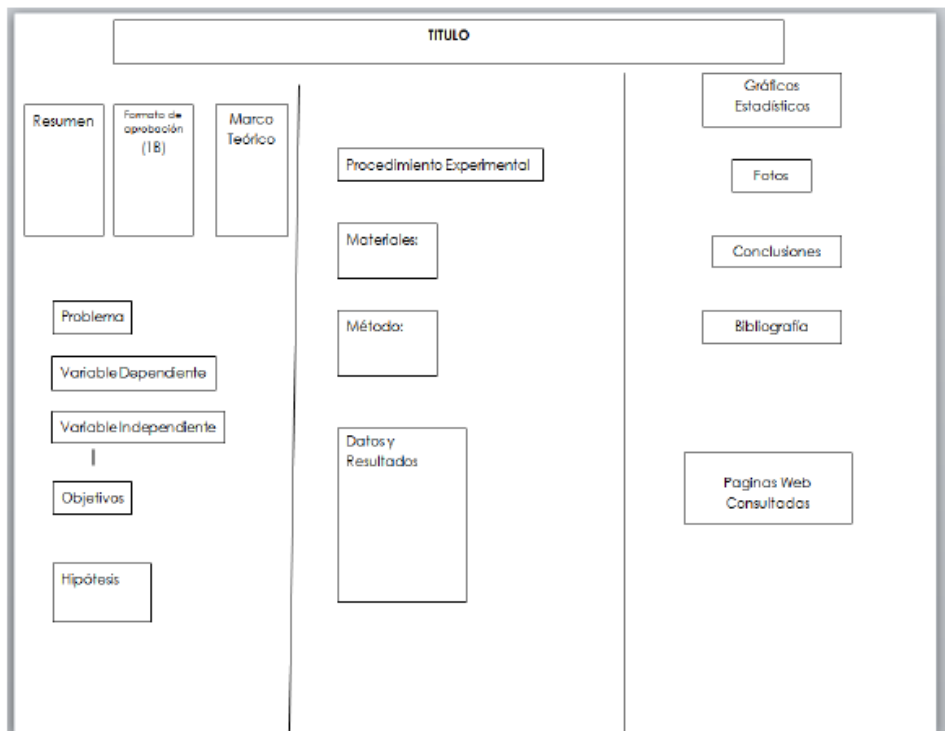 TITULO
Resumen
Formato de
aprobación
(1B)
Marco
Teórico
Problema
Variable Dependiente
Variable Independiente
Objetivos
Hipótesis
Procedimiento Experimental
Materiales:
Método:
Datos y
Resultados
Gráficos
Estadísticos
Fotos
Conclusiones
Bibliografía
Paginas Web
Consultadas